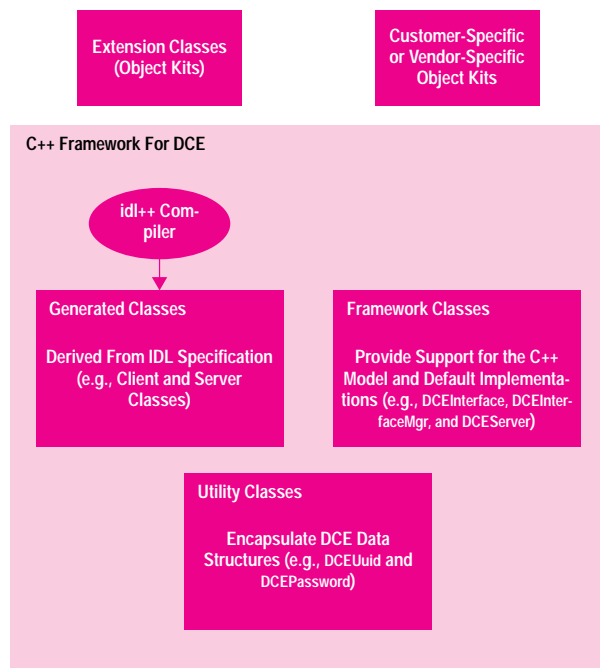 Extension Classes
(Object Kits)
Customer-Specific
or Vendor-Specific
Object Kits
C++ Framework For DCE
idl++ Com-
piler
Generated Classes
Derived From IDL Specification
(e.g., Client and Server
Classes)
Framework Classes
Provide Support for the C++
Model and Default Implementa-
tions (e.g., DCEInterface, DCEInter-
faceMgr, and DCEServer)
Utility Classes
Encapsulate DCE Data
Structures (e.g., DCEUuid and
DCEPassword)